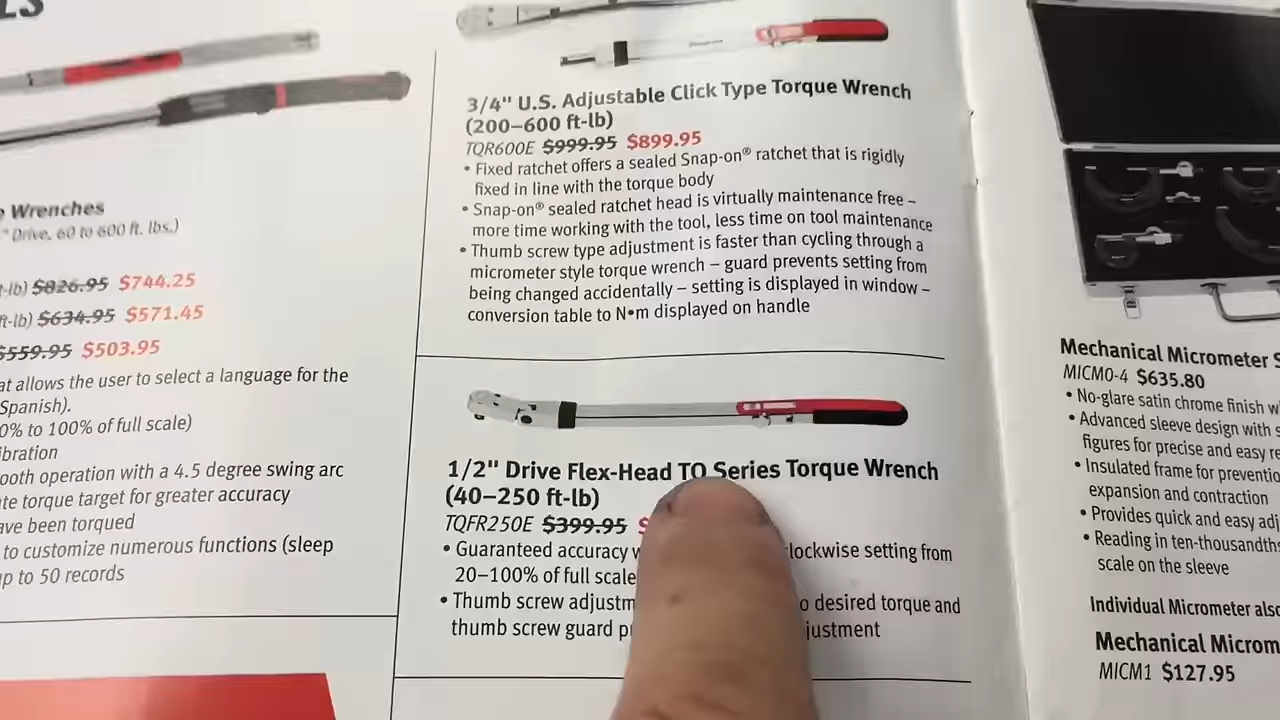 LS
Wrenches
" Drive, 60 to 600 ft. lbs.)
ft-lb) $826.95 $744.25
ft-lb) $634.95 $571.45
$559.95 $503.95
at allows the user to select a language for the
Spanish).
0% to 100% of full scale)
ibration
ooth operation with a 4.5 degree swing arc
te torque target for greater accuracy
ave been torqued
to customize numerous functions (sleep
up to 50 records
3/4" U.S. Adjustable Click Type Torque Wrench
(200–600 ft-lb)
TQR600E $999.95 $899.95
• Fixed ratchet offers a sealed Snap-on® ratchet that is rigidly
fixed in line with the torque body
• Snap-on® sealed ratchet head is virtually maintenance free –
more time working with the tool, less time on tool maintenance
• Thumb screw type adjustment is faster than cycling through a
micrometer style torque wrench – guard prevents setting from
being changed accidentally – setting is displayed in window –
conversion table to N•m displayed on handle
1/2" Drive Flex-Head TQ Series Torque Wrench
(40–250 ft-lb)
TQFR250E $399.95 $
• Guaranteed accuracy w lockwise setting from
20–100% of full scale
• Thumb screw adjustm o desired torque and
thumb screw guard p justment
Mechanical Micrometer S
MICM0-4 $635.80
• No-glare satin chrome finish w
• Advanced sleeve design with s
figures for precise and easy re
• Insulated frame for preventio
expansion and contraction
• Provides quick and easy adj
• Reading in ten-thousandths
scale on the sleeve
Individual Micrometer also
Mechanical Microm
MICM1 $127.95